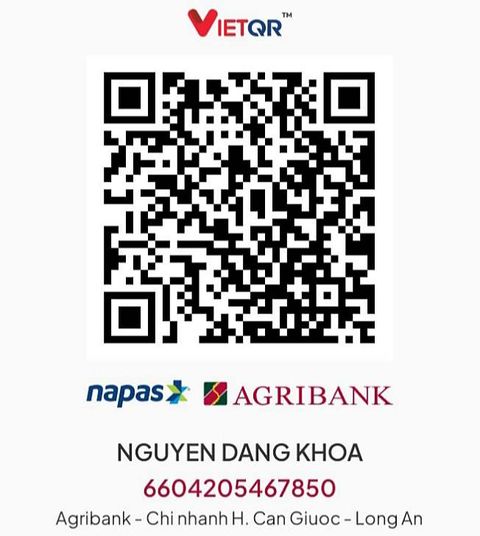 VIETQR™
napas AGRIBANK
NGUYEN DANG KHOA
6604205467850
Agribank - Chi nhanh H. Can Giuoc - Long An